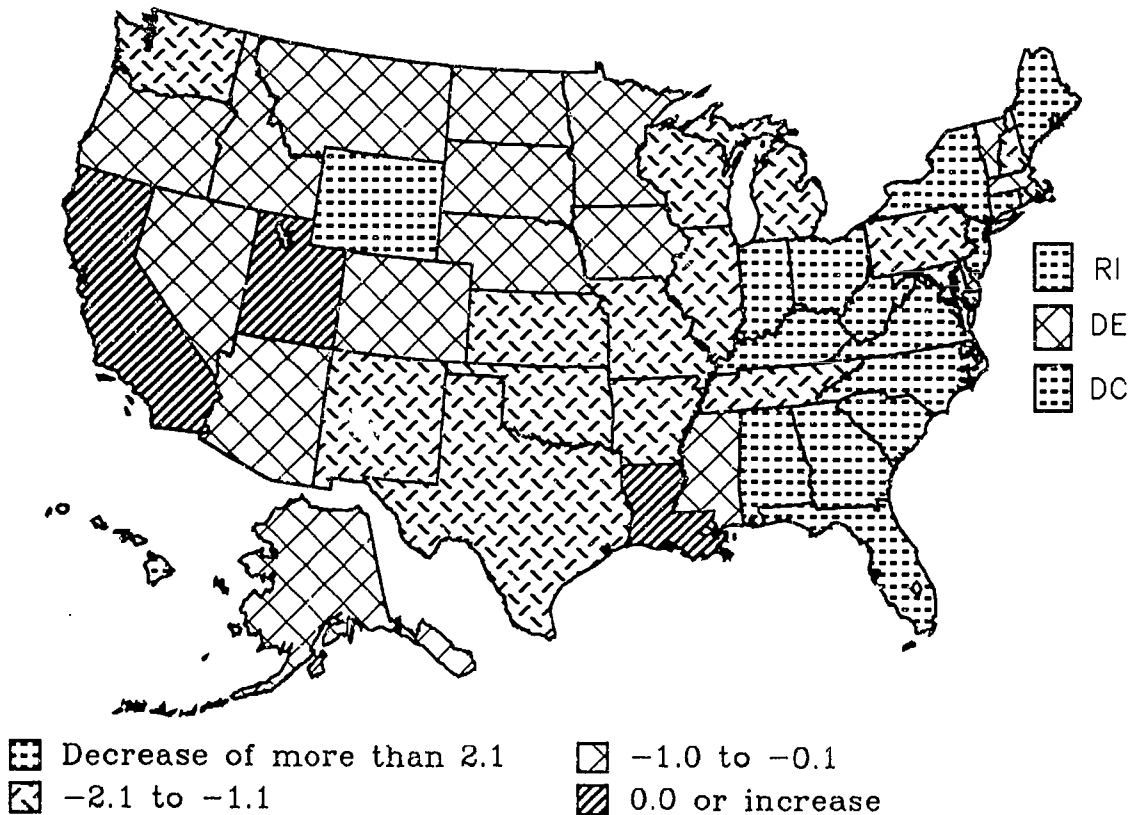 RI
DE
DC
Decrease of more than 2.1
-1.0 to -0.1
-2.1 to -1.1
0.0 or increase